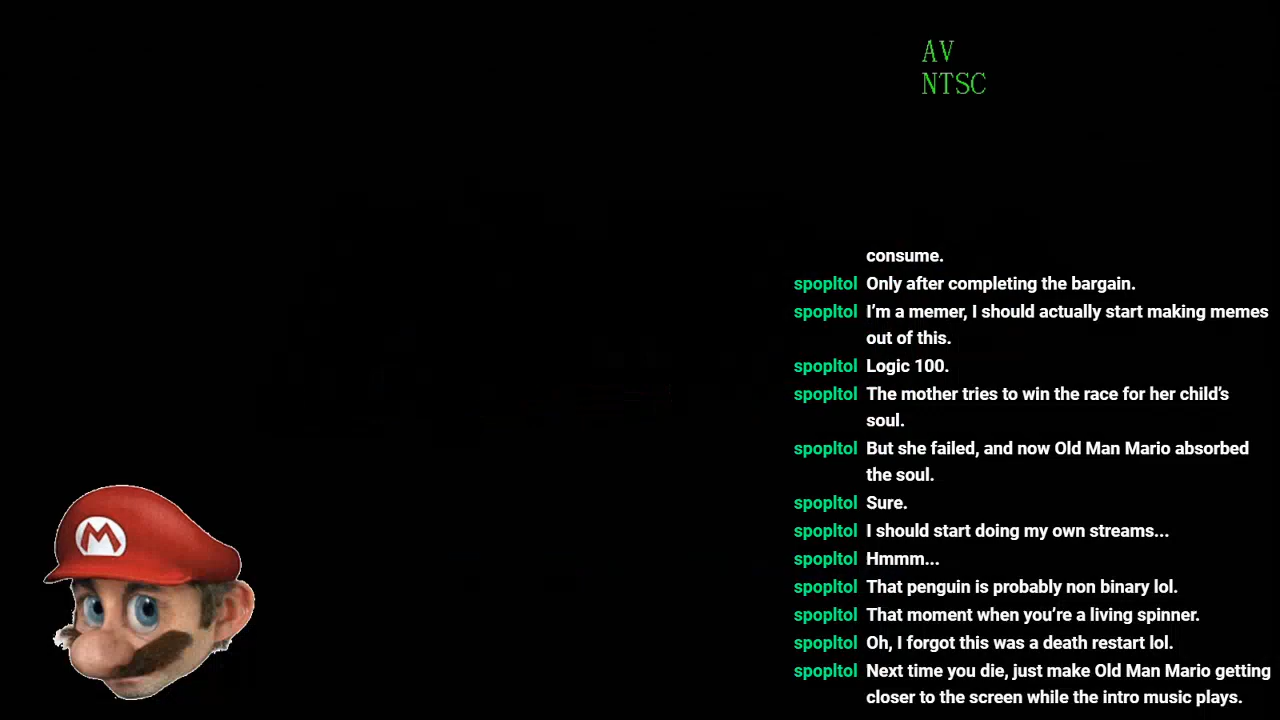 AV
NTSC
consume.
spopltol Only after completing the bargain.
spopltol I’m a memer, I should actually start making memes
out of this.
spopltol Logic 100.
spopltol The mother tries to win the race for her child’s
soul.
spopltol But she failed, and now Old Man Mario absorbed
the soul.
spopltol Sure.
spopltol I should start doing my own streams...
spopltol Hmmm...
spopltol That penguin is probably non binary lol.
spopltol That moment when you’re a living spinner.
spopltol Oh, I forgot this was a death restart lol.
spopltol Next time you die, just make Old Man Mario getting
closer to the screen while the intro music plays.
M